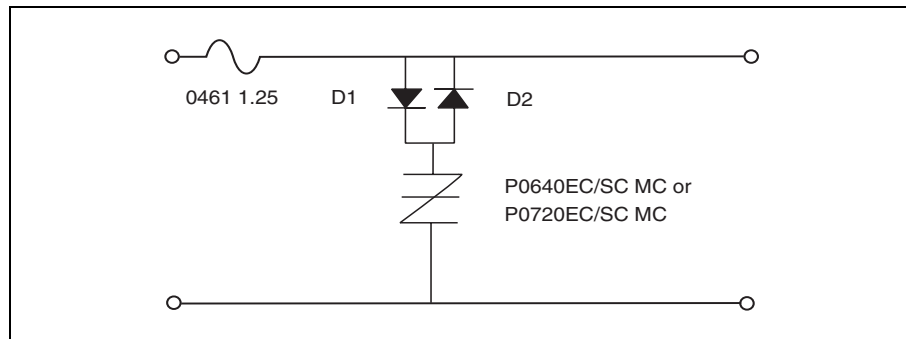 0461 1.25
D1
D2
P0640EC/SC MC or
P0720EC/SC MC